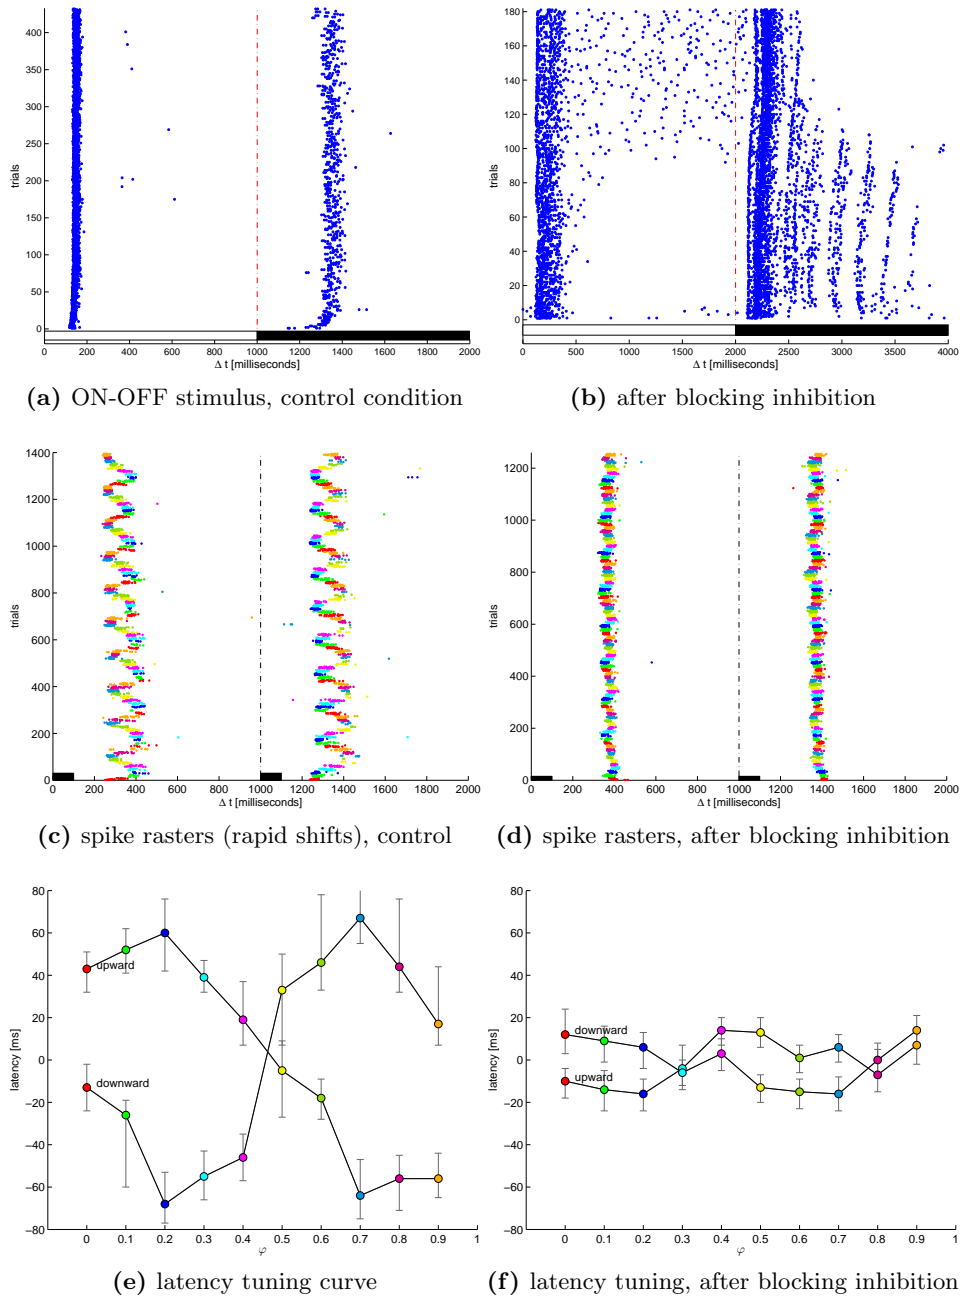 400
350
300
250
200
150
100
50
0
trials
0 200 400 600 800 1000 1200 1400 1600 1800 2000
Δ t [milliseconds]
(a) ON-OFF stimulus, control condition
180
160
140
120
100
80
60
40
20
0
trials
0 500 1000 1500 2000 2500 3000 3500 4000
Δ t [milliseconds]
(b) after blocking inhibition
1400
1200
1000
800
600
400
200
0
trials
0 200 400 600 800 1000 1200 1400 1600 1800 2000
Δ t [milliseconds]
(c) spike rasters (rapid shifts), control
1200
1000
800
600
400
200
0
trials
0 200 400 600 800 1000 1200 1400 1600 1800 2000
Δ t [milliseconds]
(d) spike rasters, after blocking inhibition
80
60
40
20
0
−20
−40
−60
−80
latency [ms]
upward
downward
0 0.1 0.2 0.3 0.4 0.5 0.6 0.7 0.8 0.9 1
φ
(e) latency tuning curve
80
60
40
20
0
−20
−40
−60
−80
latency [ms]
downward
upward
0 0.1 0.2 0.3 0.4 0.5 0.6 0.7 0.8 0.9 1
φ
(f) latency tuning, after blocking inhibition